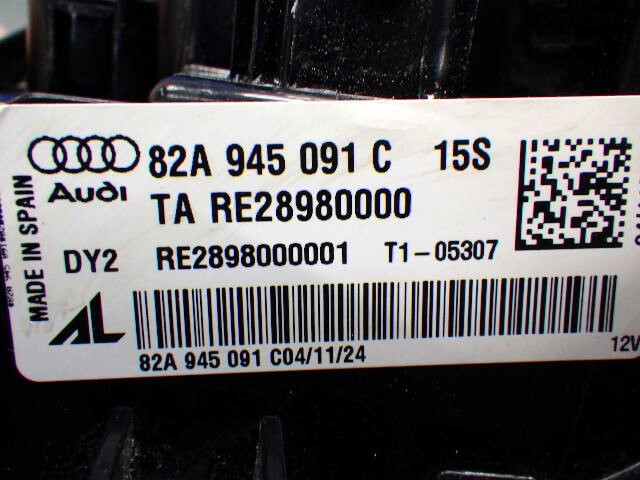 82A 945 091 C 15S
Audi
TA RE28980000
MADE IN SPAIN
DY2 RE2898000001 T1-05307
AL
82A 945 091 C04/11/24
12V